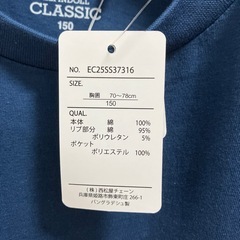 CLASSIC
150
NO. EC25SS37316
SIZE.
胸囲 70〜78cm
150
QUAL.
本体 綿 100%
リブ部分 綿 95%
ポリウレタン 5%
ポケット
ポリエステル 100%
(株)西松屋チェーン
兵庫県姫路市飾東町庄 266-1
バングラデシュ製